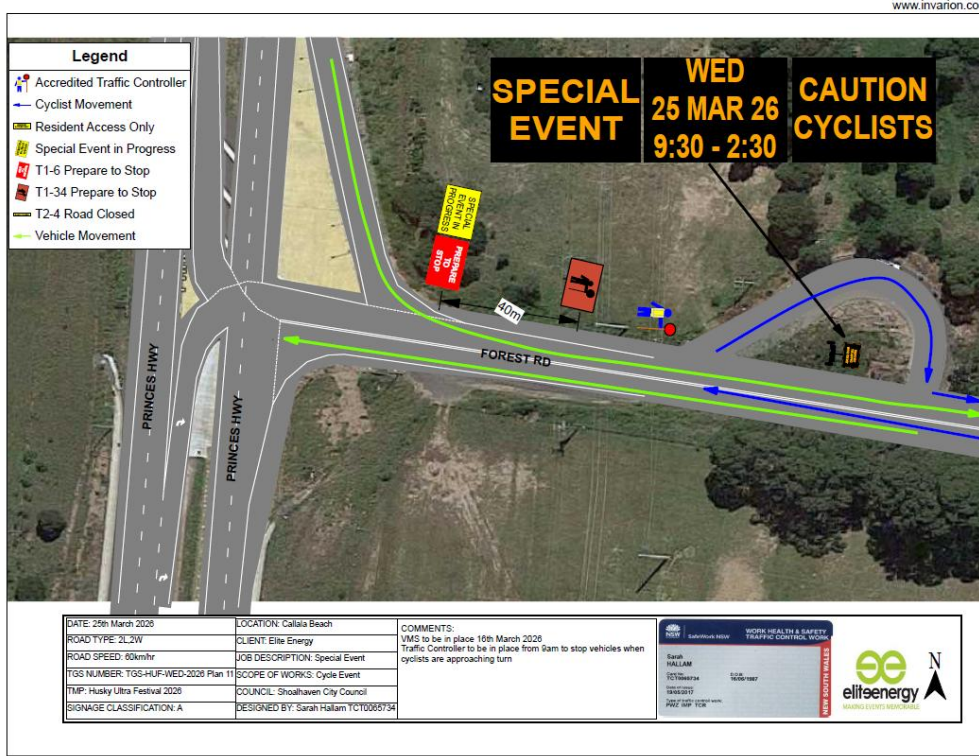 www.invarion.co
Legend
Accredited Traffic Controller
Cyclist Movement
Resident Access Only
Special Event in Progress
T1-6 Prepare to Stop
T1-34 Prepare to Stop
T2-4 Road Closed
Vehicle Movement
SPECIAL
EVENT
WED
25 MAR 26
9:30 - 2:30
CAUTION
CYCLISTS
SPECIAL
EVENT IN
PROGRESS
PREPARE
TO
STOP
40m
FOREST RD
PRINCES HWY
PRINCES HWY
DATE: 25th March 2026
ROAD TYPE: 2L,2W
ROAD SPEED: 60km/hr
TGS NUMBER: TGS-HUF-WED-2026 Plan 11
TMP: Husky Ultra Festival 2026
SIGNAGE CLASSIFICATION: A
LOCATION: Callala Beach
CLIENT: Elite Energy
JOB DESCRIPTION: Special Event
SCOPE OF WORKS: Cycle Event
COUNCIL: Shoalhaven City Council
DESIGNED BY: Sarah Hallam TCT0065734
COMMENTS:
VMS to be in place 16th March 2026
Traffic Controller to be in place from 9am to stop vehicles when
cyclists are approaching turn
NSW
SafeWork NSW
WORK HEALTH & SAFETY
TRAFFIC CONTROL WORK
Sarah
HALLAM
TCT0065734
NEW SOUTH WALES
eliteenergy
MAKING EVENTS MEMORABLE
N